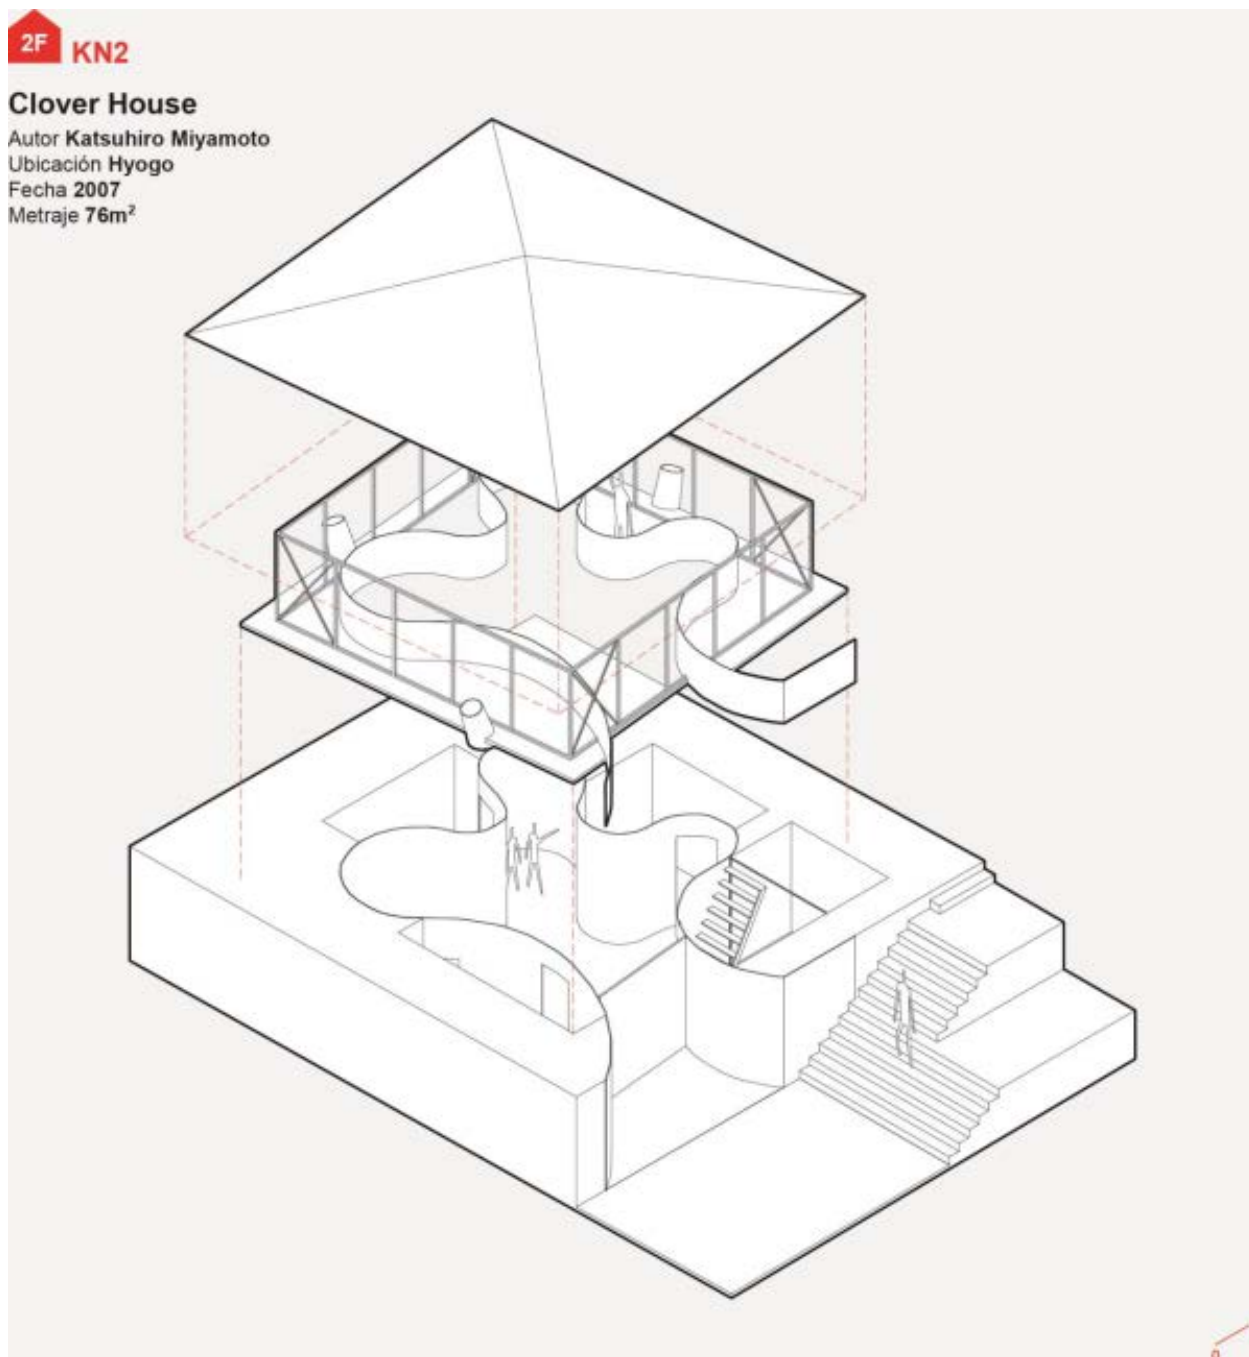 2F KN2
Clover House
Autor Katsuhiro Miyamoto
Ubicación Hyogo
Fecha 2007
Metraje 76m²